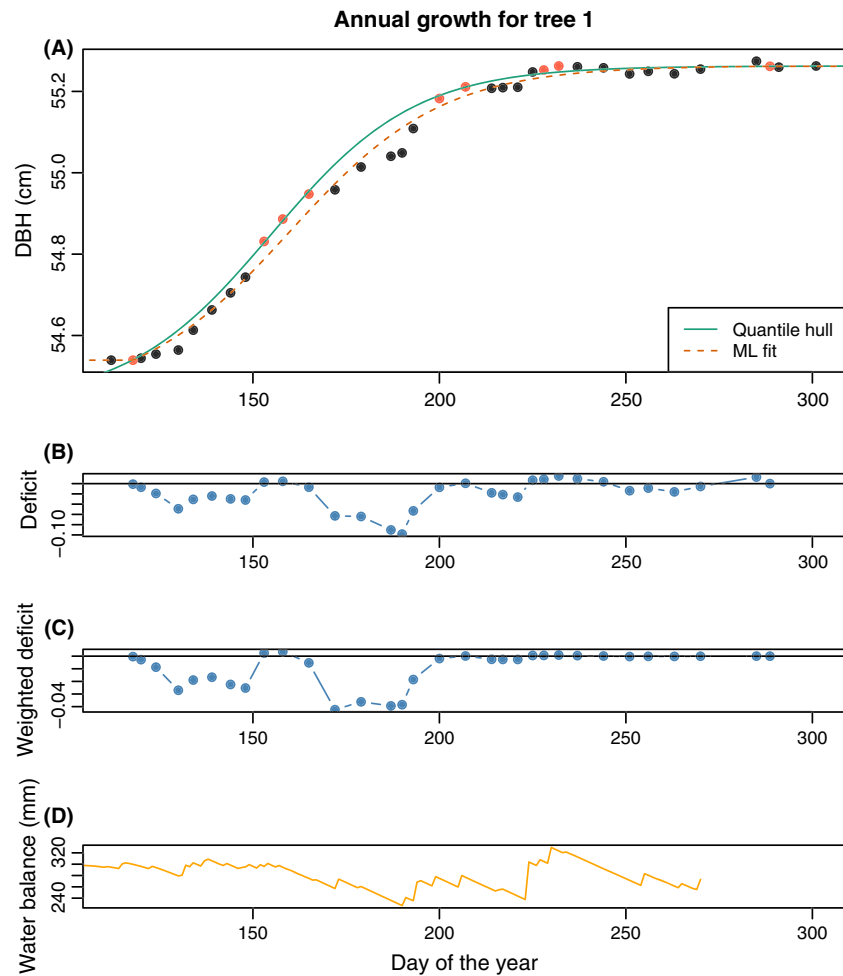 Annual growth for tree 1
(A)
DBH (cm)
55.2
55.0
54.8
54.6
Quantile hull
ML fit
150
200
250
300
(B)
Deficit
−0.10
150
200
250
300
(C)
Weighted deficit
−0.04
150
200
250
300
(D)
Water balance (mm)
320
240
150
200
250
300
Day of the year